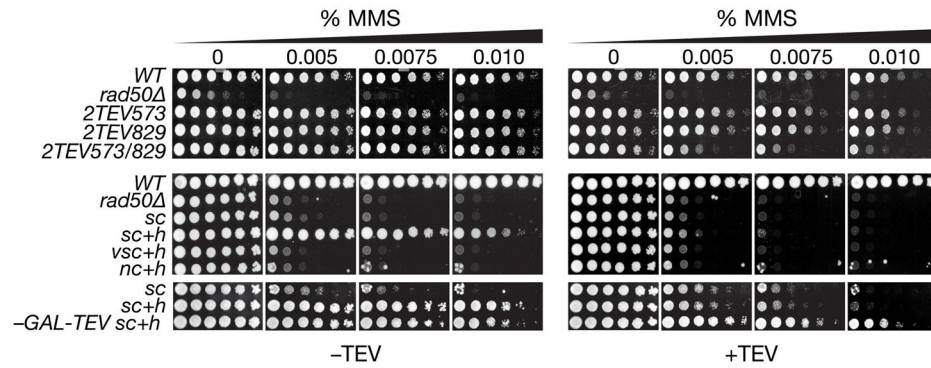 % MMS % MMS
0 0.005 0.0075 0.010 0 0.005 0.0075 0.010
WT
rad50Δ
2TEV573
2TEV829
2TEV573/829
WT
rad50Δ
sc
sc+h
vsc+h
nc+h
sc
sc+h
–GAL-TEV sc+h
–TEV +TEV